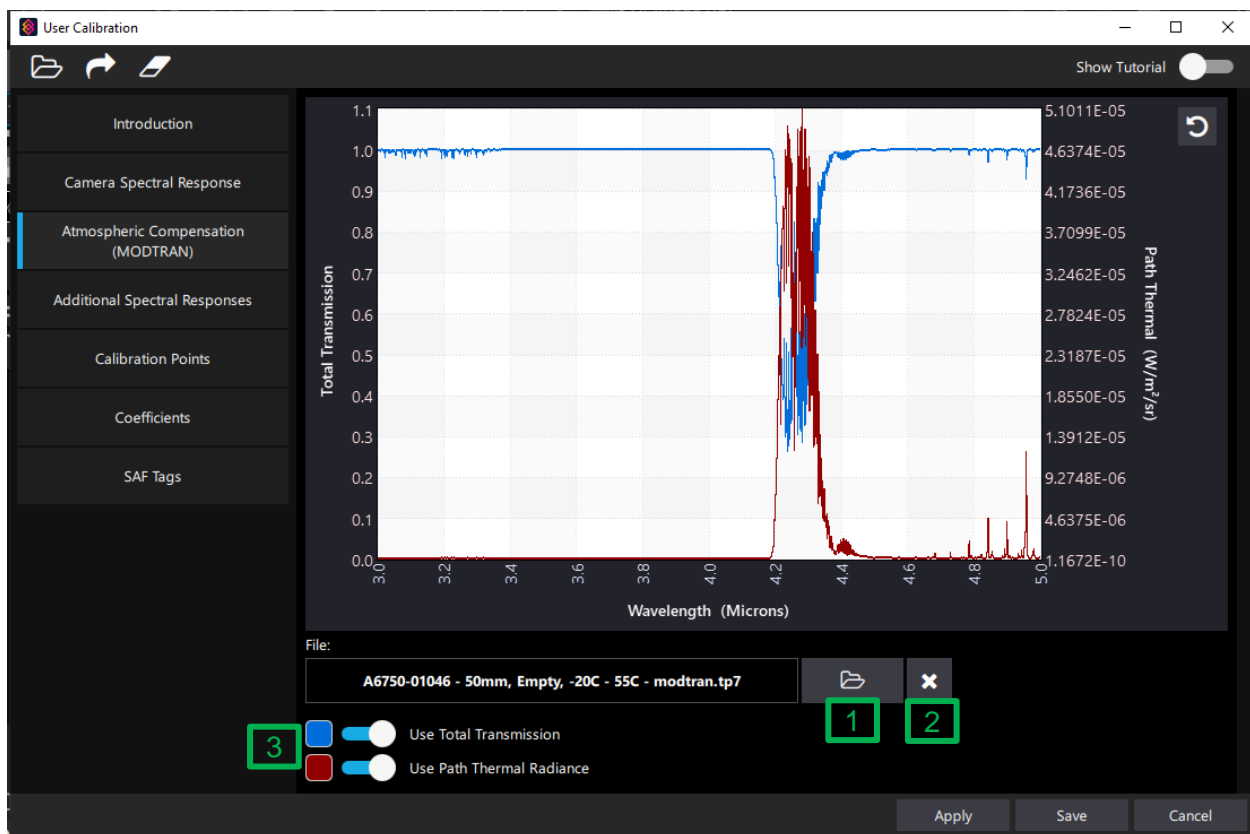 User Calibration
Show Tutorial
Introduction
Camera Spectral Response
Atmospheric Compensation
(MODTRAN)
Additional Spectral Responses
Calibration Points
Coefficients
SAF Tags
Total Transmission
1.1
1.0
0.9
0.8
0.7
0.6
0.5
0.4
0.3
0.2
0.1
0.0
5.1011E-05
4.6374E-05
4.1736E-05
3.7099E-05
3.2462E-05
2.7824E-05
2.3187E-05
1.8550E-05
1.3912E-05
9.2748E-06
4.6375E-06
1.1672E-10
Path Thermal (W/m²/sr)
3.0 3.2 3.4 3.6 3.8 4.0 4.2 4.4 4.6 4.8 5.0
Wavelength (Microns)
File:
A6750-01046 - 50mm, Empty, -20C - 55C - modtran.tp7
1
2
3
Use Total Transmission
Use Path Thermal Radiance
Apply Save Cancel